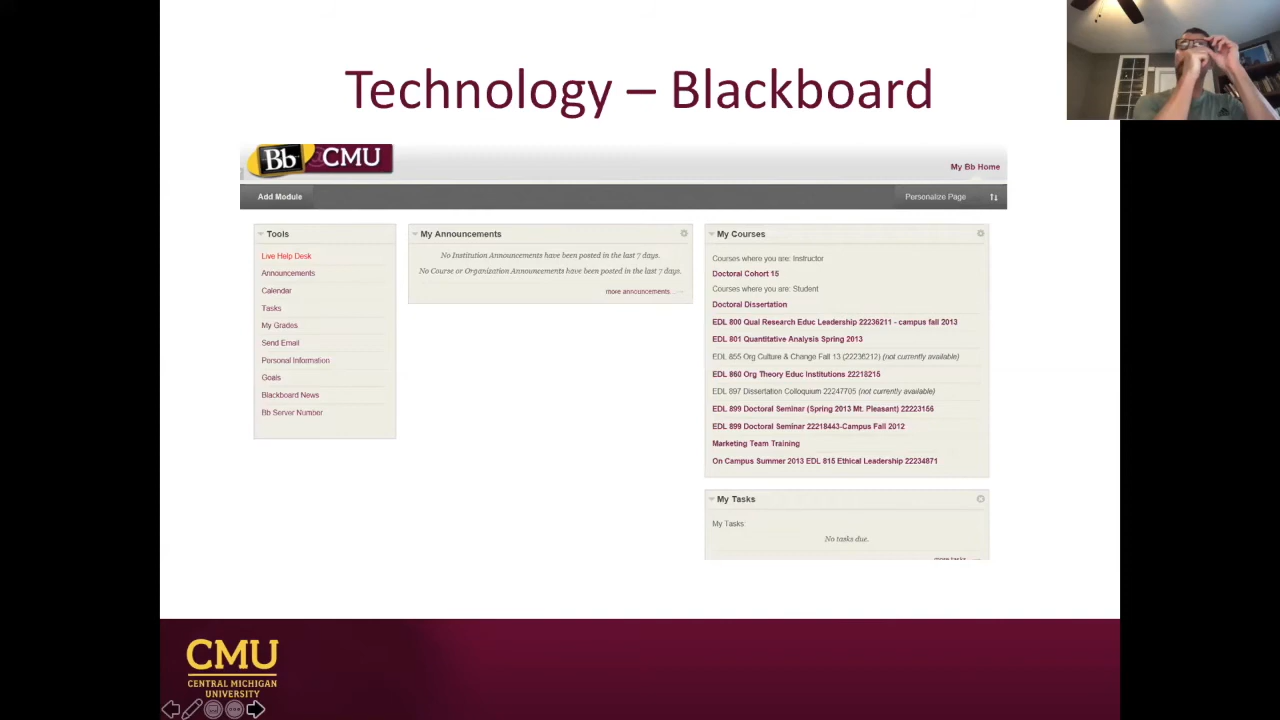 Technology – Blackboard
Bb @CMU
My Bb Home
Add Module
Personalize Page
Tools
Live Help Desk
Announcements
Calendar
Tasks
My Grades
Send Email
Personal Information
Goals
Blackboard News
Bb Server Number
My Announcements
No Institution Announcements have been posted in the last 7 days.
No Course or Organization Announcements have been posted in the last 7 days.
more announcements...
My Courses
Courses where you are: Instructor
Doctoral Cohort 15
Courses where you are: Student
Doctoral Dissertation
EDL 800 Qual Research Educ Leadership 22236211 - campus fall 2013
EDL 801 Quantitative Analysis Spring 2013
EDL 855 Org Culture & Change Fall 13 (22236212) (not currently available)
EDL 860 Org Theory Educ Institutions 22218215
EDL 897 Dissertation Colloquium 22247705 (not currently available)
EDL 899 Doctoral Seminar (Spring 2013 Mt. Pleasant) 22223156
EDL 899 Doctoral Seminar 22218443-Campus Fall 2012
Marketing Team Training
On Campus Summer 2013 EDL 815 Ethical Leadership 22234871
My Tasks
My Tasks:
No tasks due.
more tasks
CMU
CENTRAL MICHIGAN
UNIVERSITY